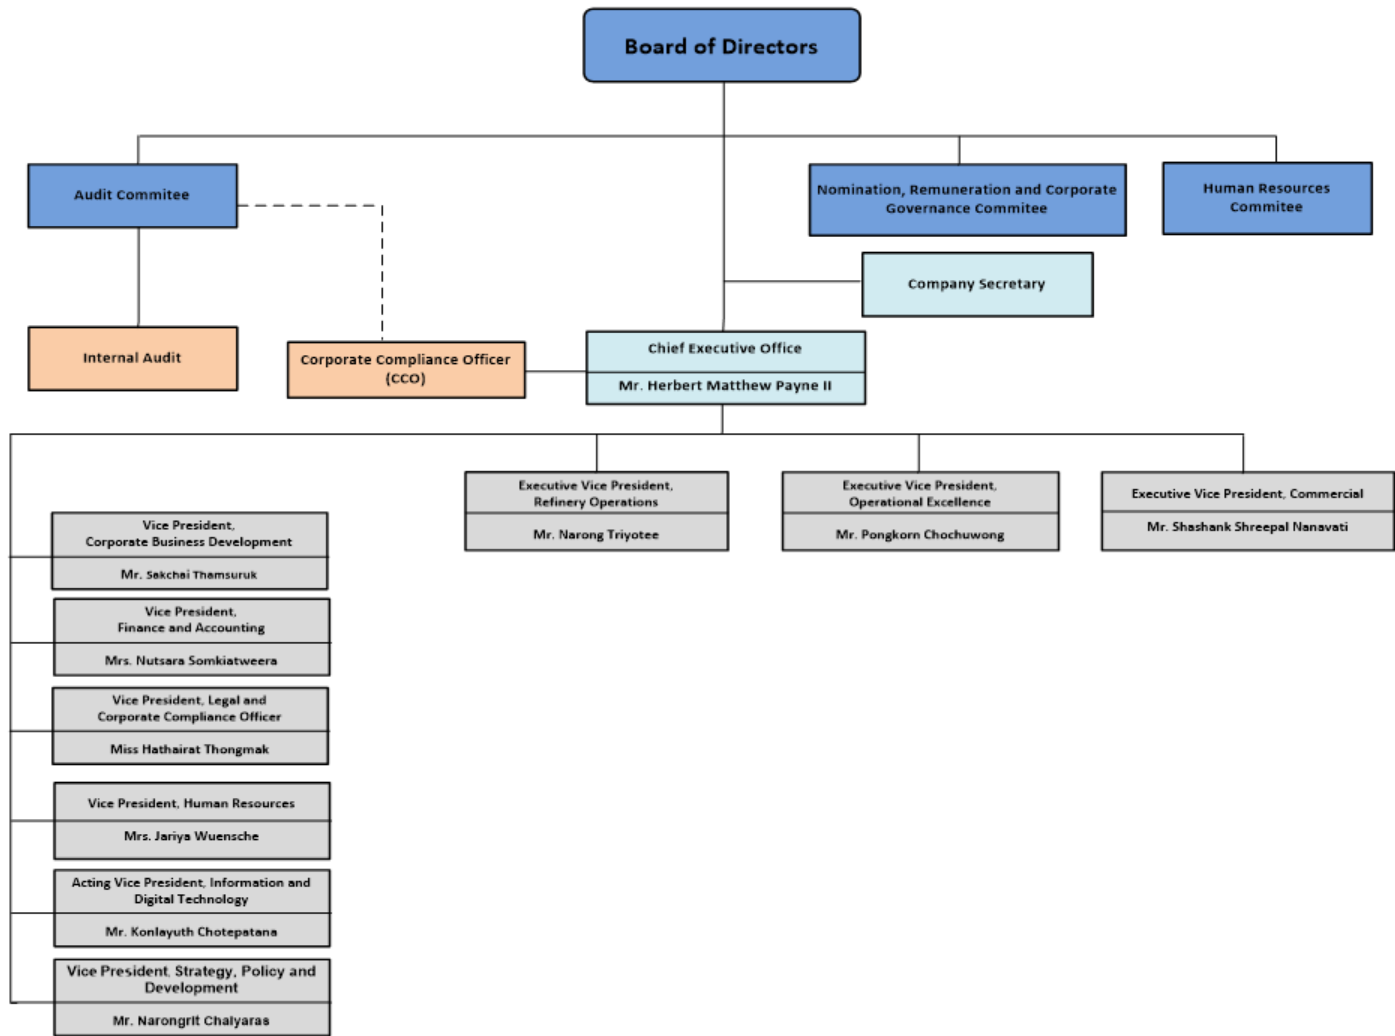 Board of Directors
Audit Commitee
Nomination, Remuneration and Corporate
Governance Commitee
Human Resources
Commitee
Company Secretary
Internal Audit
Corporate Compliance Officer
(CCO)
Chief Executive Office
Mr. Herbert Matthew Payne II
Executive Vice President,
Refinery Operations
Mr. Narong Triyotee
Executive Vice President,
Operational Excellence
Mr. Pongkorn Chochuwong
Executive Vice President, Commercial
Mr. Shashank Shreepal Nanavati
Vice President,
Corporate Business Development
Mr. Sakchai Thamsuruk
Vice President,
Finance and Accounting
Mrs. Nutsara Somkiatweera
Vice President, Legal and
Corporate Compliance Officer
Miss Hathairat Thongmak
Vice President, Human Resources
Mrs. Jariya Wuensche
Acting Vice President, Information and
Digital Technology
Mr. Konlayuth Chotepatana
Vice President, Strategy, Policy and
Development
Mr. Narongrit Chaiyaras